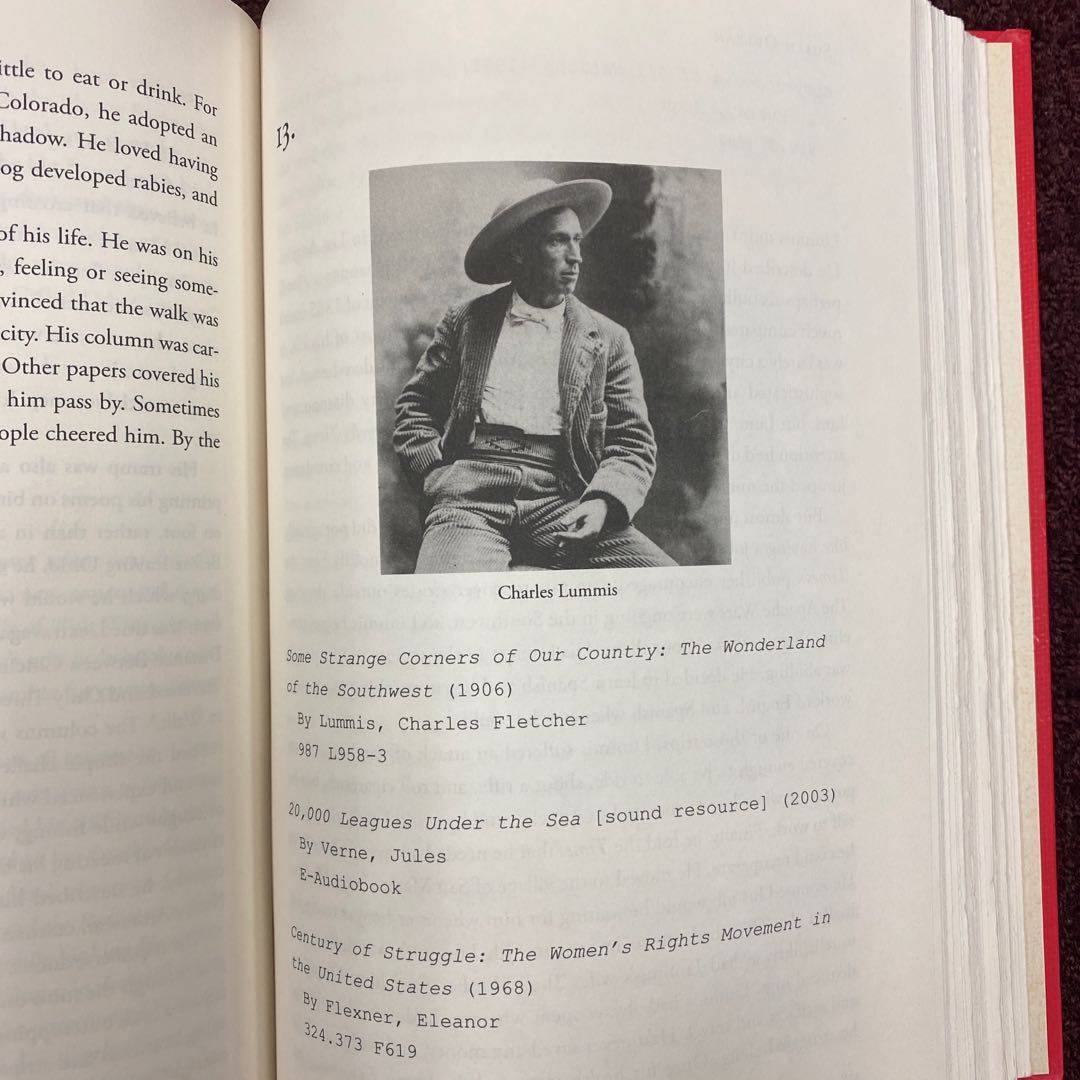 ittle to eat or drink. For
Colorado, he adopted an
hadow. He loved having
og developed rabies, and
of his life. He was on his
, feeling or seeing some-
vinced that the walk was
city. His column was car-
Other papers covered his
him pass by. Sometimes
ople cheered him. By the
13.
Charles Lummis
Some Strange Corners of Our Country: The Wonderland
of the Southwest (1906)
By Lummis, Charles Fletcher
987 L958-3
20,000 Leagues Under the Sea [sound resource] (2003)
By Verne, Jules
E-Audiobook
Century of Struggle: The Women's Rights Movement in
the United States (1968)
By Flexner, Eleanor
324.373 F619